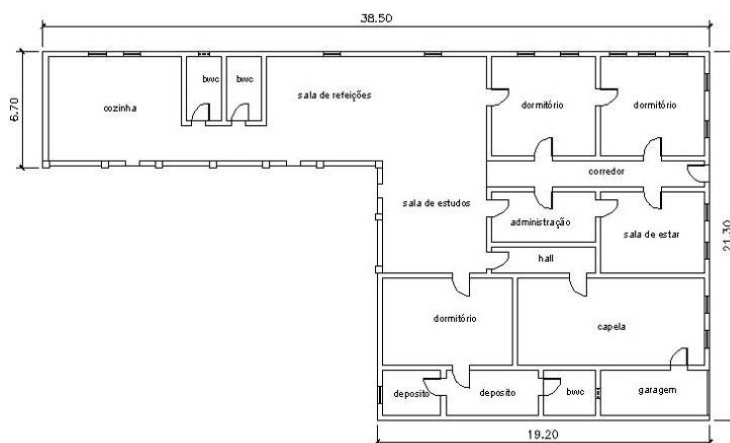 38.50
bwc
bwc
sala de refeições
cozinha
dormitório
dormitório
6.70
corredor
sala de estudos
administração
sala de estar
21.30
hall
dormitório
capela
deposito
deposito
bwc
garagem
19.20